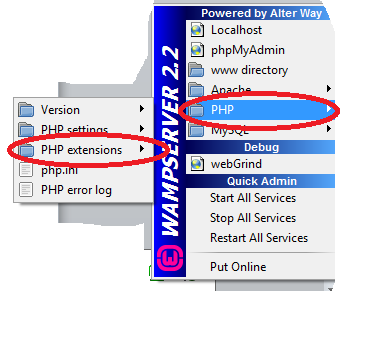 Powered by Alter Way
Localhost
phpMyAdmin
www directory
Apache
PHP
MySQL
Debug
webGrind
Quick Admin
Start All Services
Stop All Services
Restart All Services
Put Online
WAMPSERVER 2.2
Version
PHP settings
PHP extensions
php.ini
PHP error log